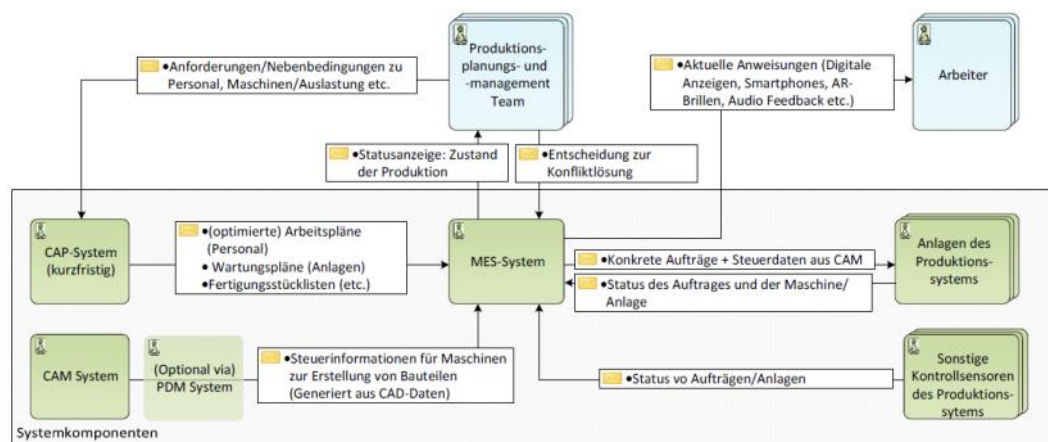 •Anforderungen/Nebenbedingungen zu
Personal, Maschinen/Auslastung etc.
Produktions-
planungs- und
-management
Team
•Aktuelle Anweisungen (Digitale
Anzeigen, Smartphones, AR-
Brillen, Audio Feedback etc.)
Arbeiter
•Statusanzeige: Zustand
der Produktion
•Entscheidung zur
Konfliktlösung
CAP-System
(kurzfristig)
•(optimierte) Arbeitspläne
(Personal)
• Wartungspläne (Anlagen)
•Fertigungsstücklisten (etc.)
MES-System
•Konkrete Aufträge + Steuerdaten aus CAM
•Status des Auftrages und der Maschine/
Anlage
Anlagen des
Produktions-
systems
CAM System
(Optional via)
PDM System
•Steuerinformationen für Maschinen
zur Erstellung von Bauteilen
(Generiert aus CAD-Daten)
•Status vo Aufträgen/Anlagen
Sonstige
Kontrollsensoren
des Produktions-
sytems
Systemkomponenten